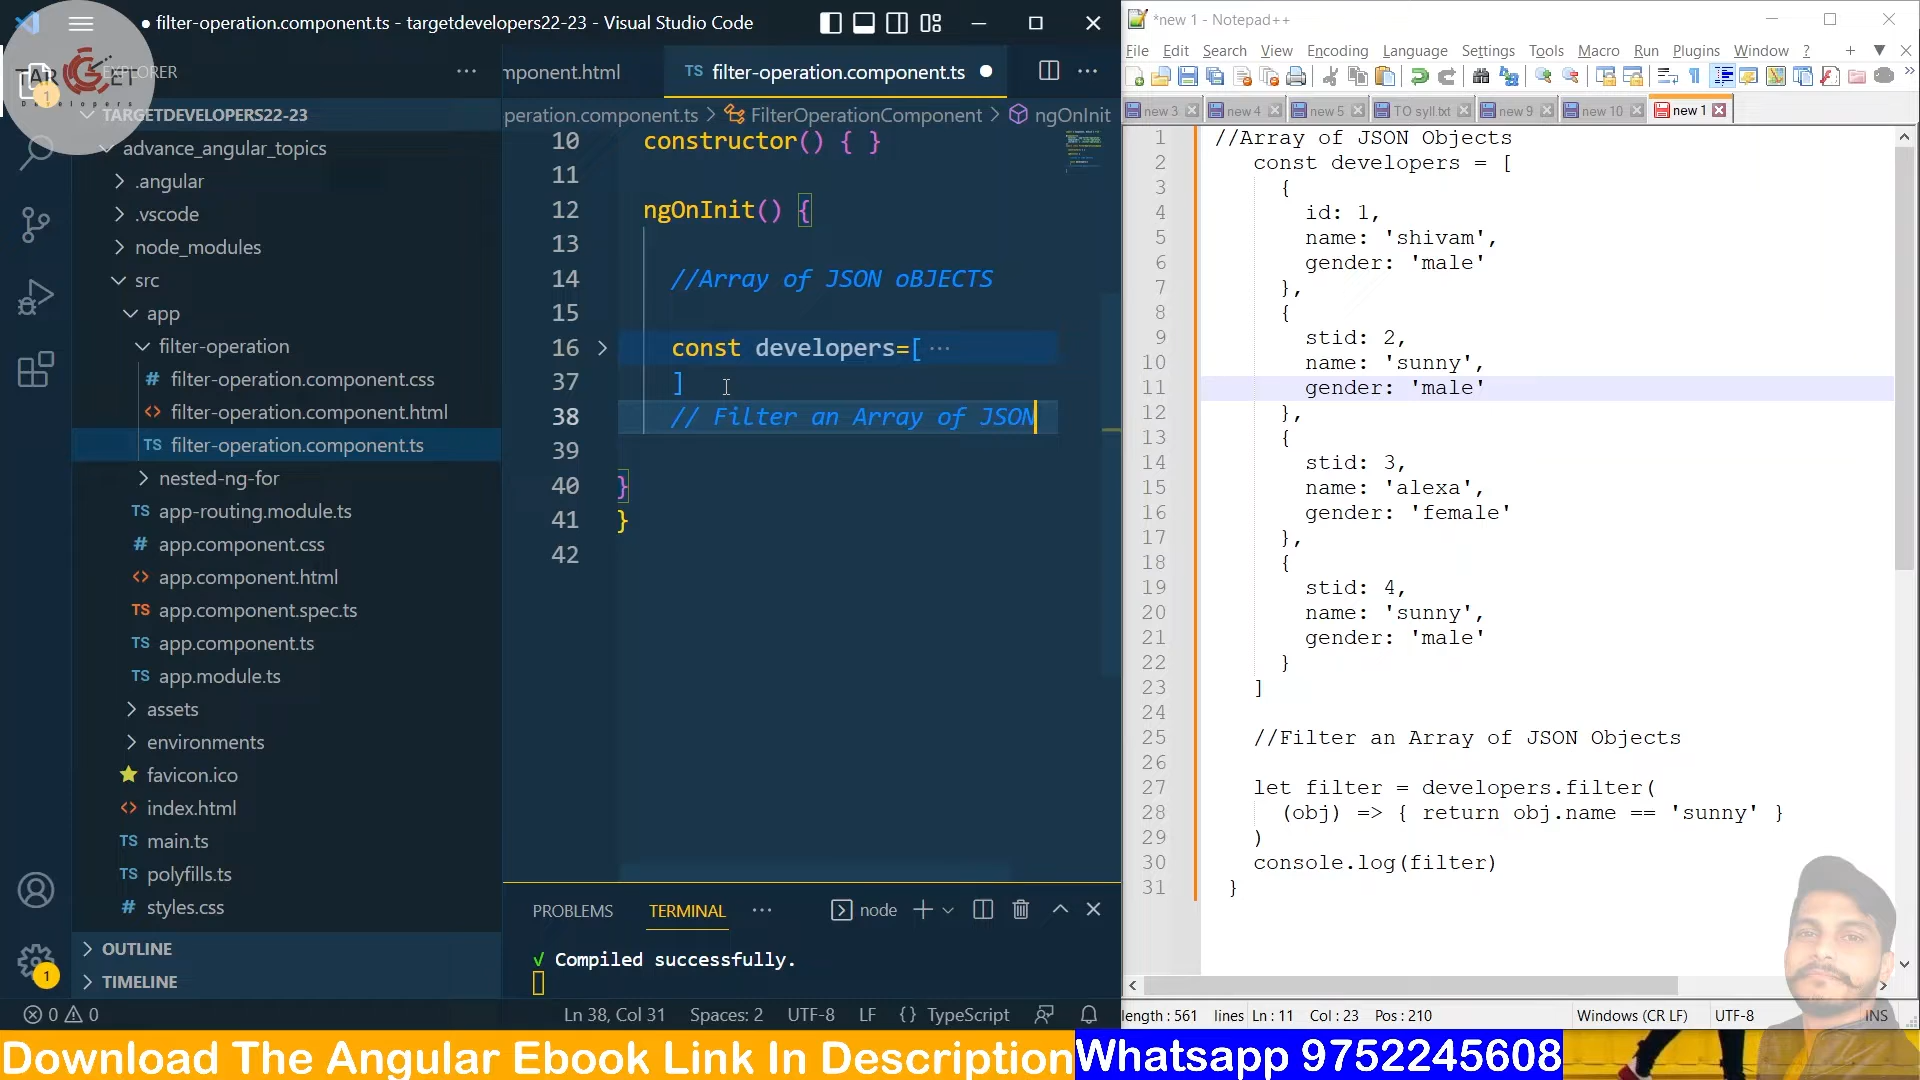 filter-operation.component.ts - targetdevelopers22-23 - Visual Studio Code
TARGET
Developers
1
EXPLORER
TARGETDEVELOPERS22-23
advance_angular_topics
.angular
.vscode
node_modules
src
app
filter-operation
# filter-operation.component.css
<> filter-operation.component.html
TS filter-operation.component.ts
nested-ng-for
TS app-routing.module.ts
# app.component.css
<> app.component.html
TS app.component.spec.ts
TS app.component.ts
TS app.module.ts
assets
environments
favicon.ico
<> index.html
TS main.ts
TS polyfills.ts
# styles.css
OUTLINE
TIMELINE
1
mponent.html
TS filter-operation.component.ts
operation.component.ts > FilterOperationComponent > ngOnInit
10 constructor() { }
11
12 ngOnInit() {
13
14 //Array of JSON oBJECTS
15
16 const developers=[ ···
37 ]
38 // Filter an Array of JSON
39
40 }
41 }
42
PROBLEMS TERMINAL ··· node
√ Compiled successfully.
0 0 Ln 38, Col 31 Spaces: 2 UTF-8 LF {} TypeScript
*new 1 - Notepad++
File Edit Search View Encoding Language Settings Tools Macro Run Plugins Window ? + ▼ X
new 3 new 4 new 5 TO syll.txt new 9 new 10 new 1
1 //Array of JSON Objects
2 const developers = [
3 {
4 id: 1,
5 name: 'shivam',
6 gender: 'male'
7 },
8 {
9 stid: 2,
10 name: 'sunny',
11 gender: 'male'
12 },
13 {
14 stid: 3,
15 name: 'alexa',
16 gender: 'female'
17 },
18 {
19 stid: 4,
20 name: 'sunny',
21 gender: 'male'
22 }
23 ]
24
25 //Filter an Array of JSON Objects
26
27 let filter = developers.filter(
28 (obj) => { return obj.name == 'sunny' }
29 )
30 console.log(filter)
31 }
length : 561 lines Ln : 11 Col : 23 Pos : 210 Windows (CR LF) UTF-8 INS
Download The Angular Ebook Link In Description
Whatsapp 9752245608